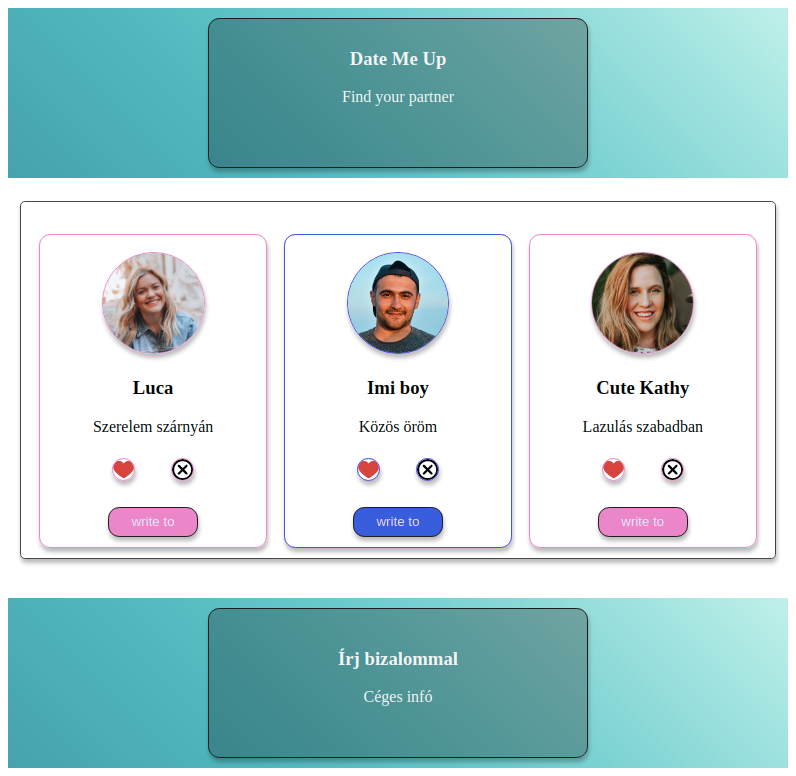 Date Me Up
Find your partner
Luca
Szerelem szárnyán
write to
Imi boy
Közös öröm
write to
Cute Kathy
Lazulás szabadban
write to
Írj bizalommal
Céges infó